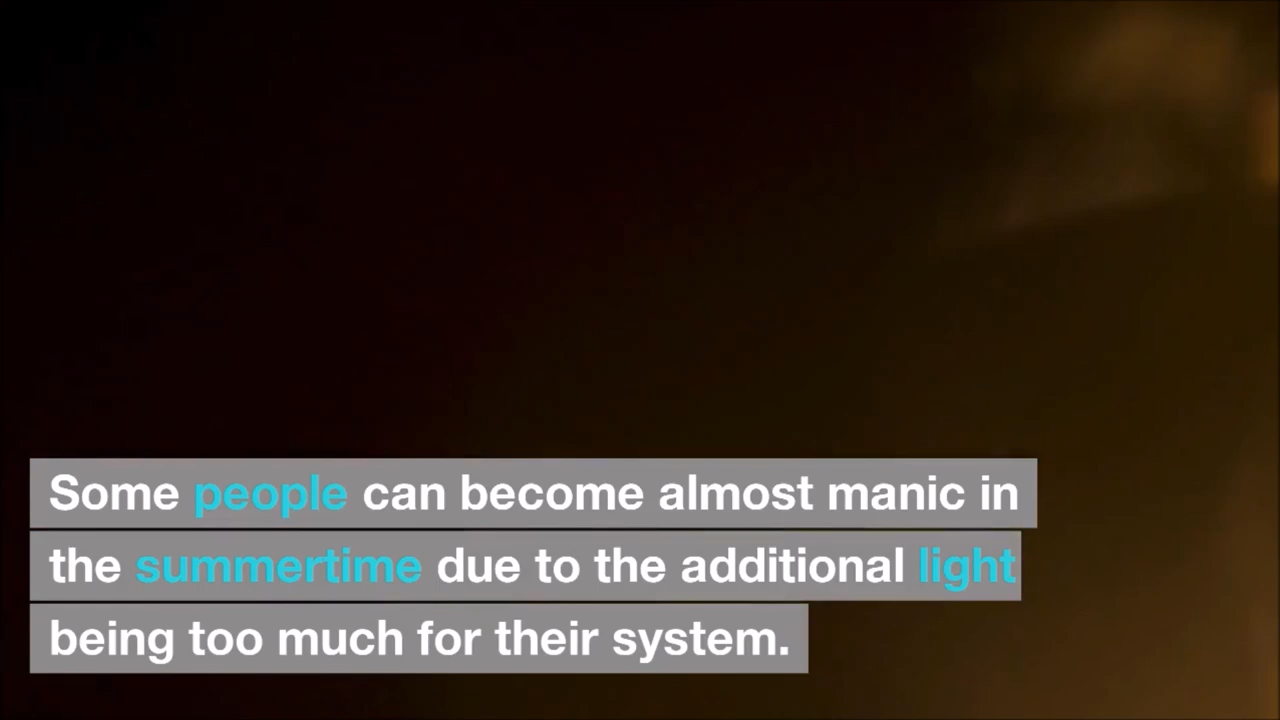 Some people can become almost manic in
the summertime due to the additional light
being too much for their system.